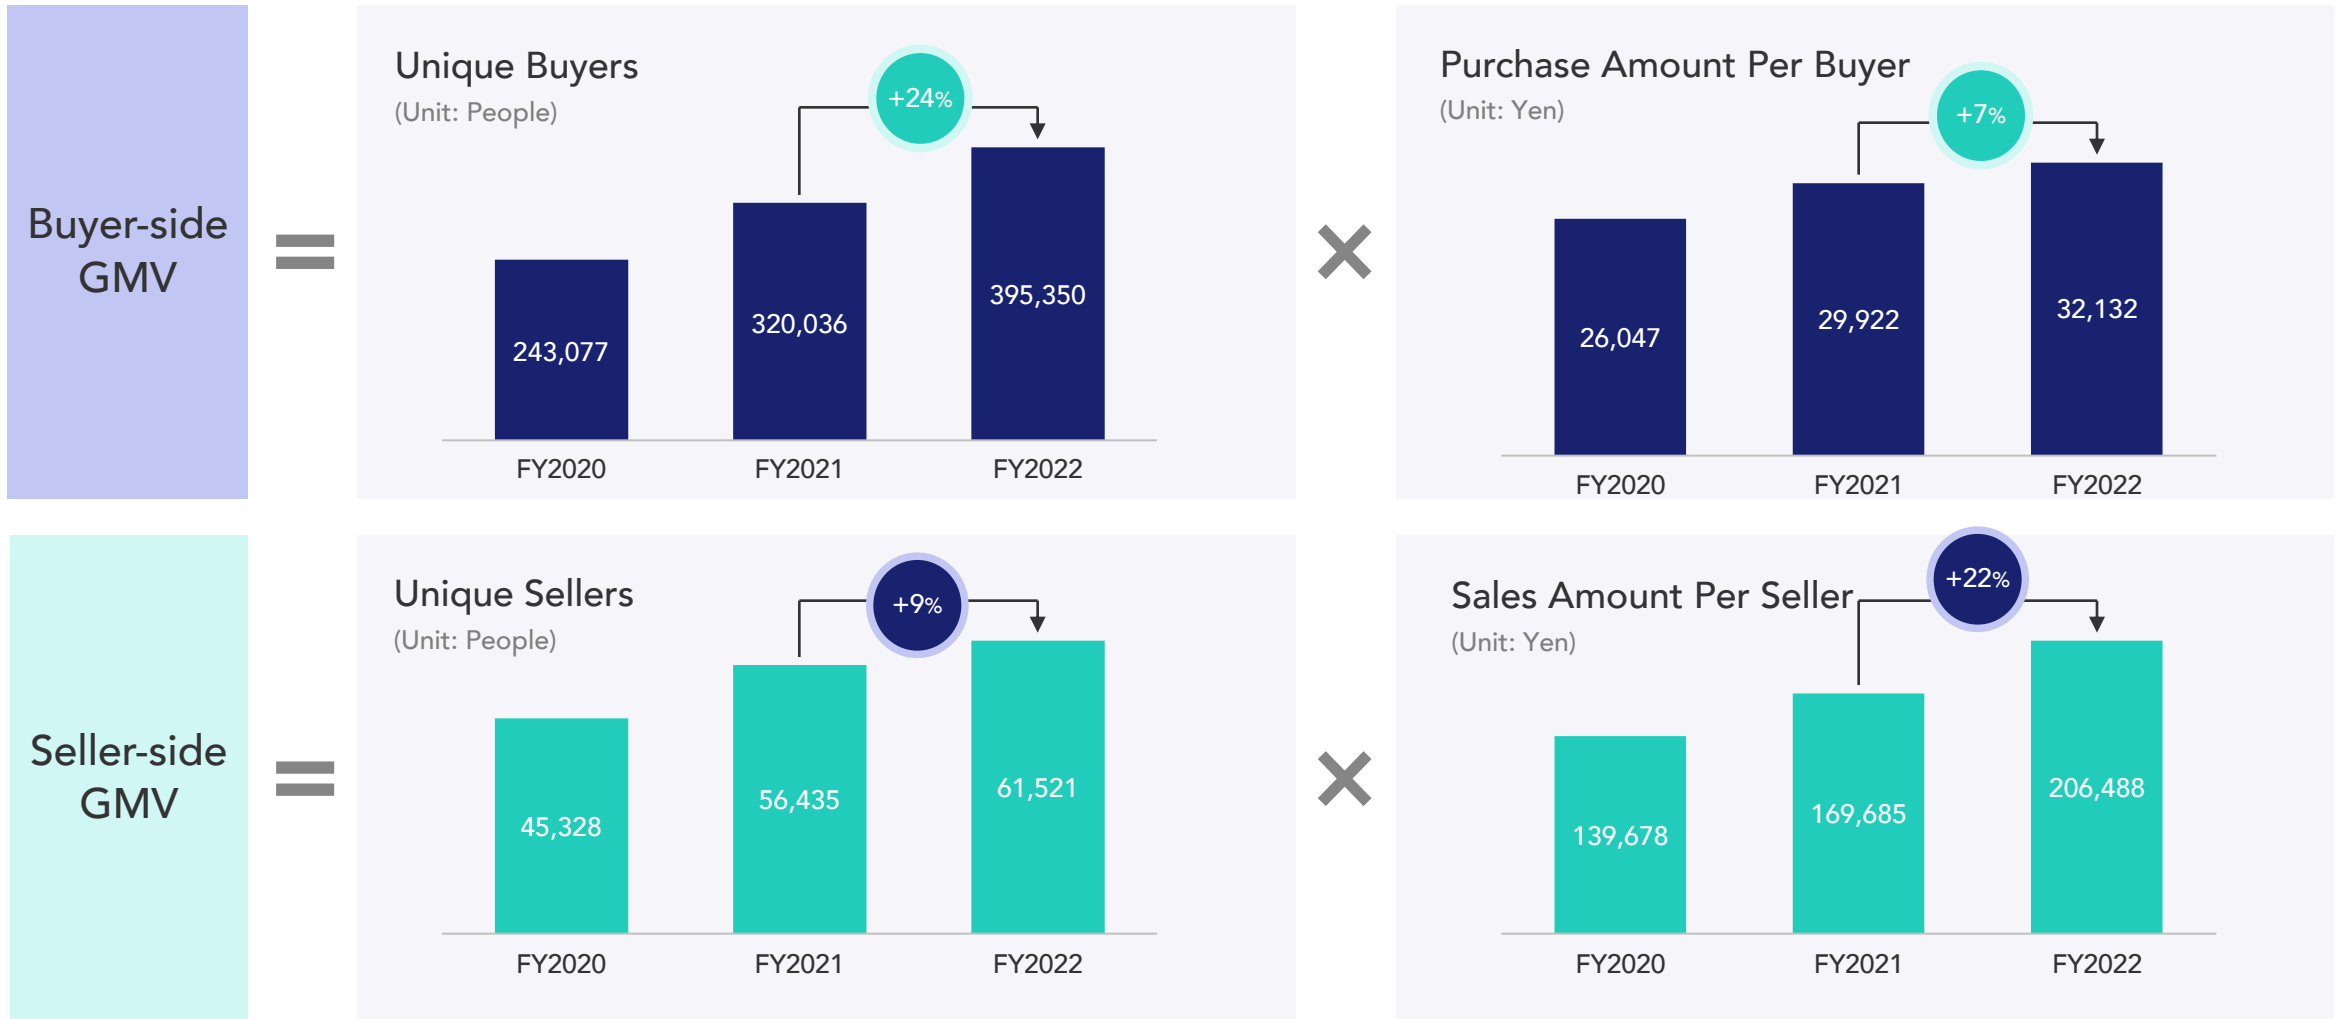 Buyer-side
GMV
=
Unique Buyers
(Unit: People)
+24%
243,077
320,036
395,350
FY2020
FY2021
FY2022
×
Purchase Amount Per Buyer
(Unit: Yen)
+7%
26,047
29,922
32,132
FY2020
FY2021
FY2022
Seller-side
GMV
=
Unique Sellers
(Unit: People)
+9%
45,328
56,435
61,521
FY2020
FY2021
FY2022
×
Sales Amount Per Seller
(Unit: Yen)
+22%
139,678
169,685
206,488
FY2020
FY2021
FY2022